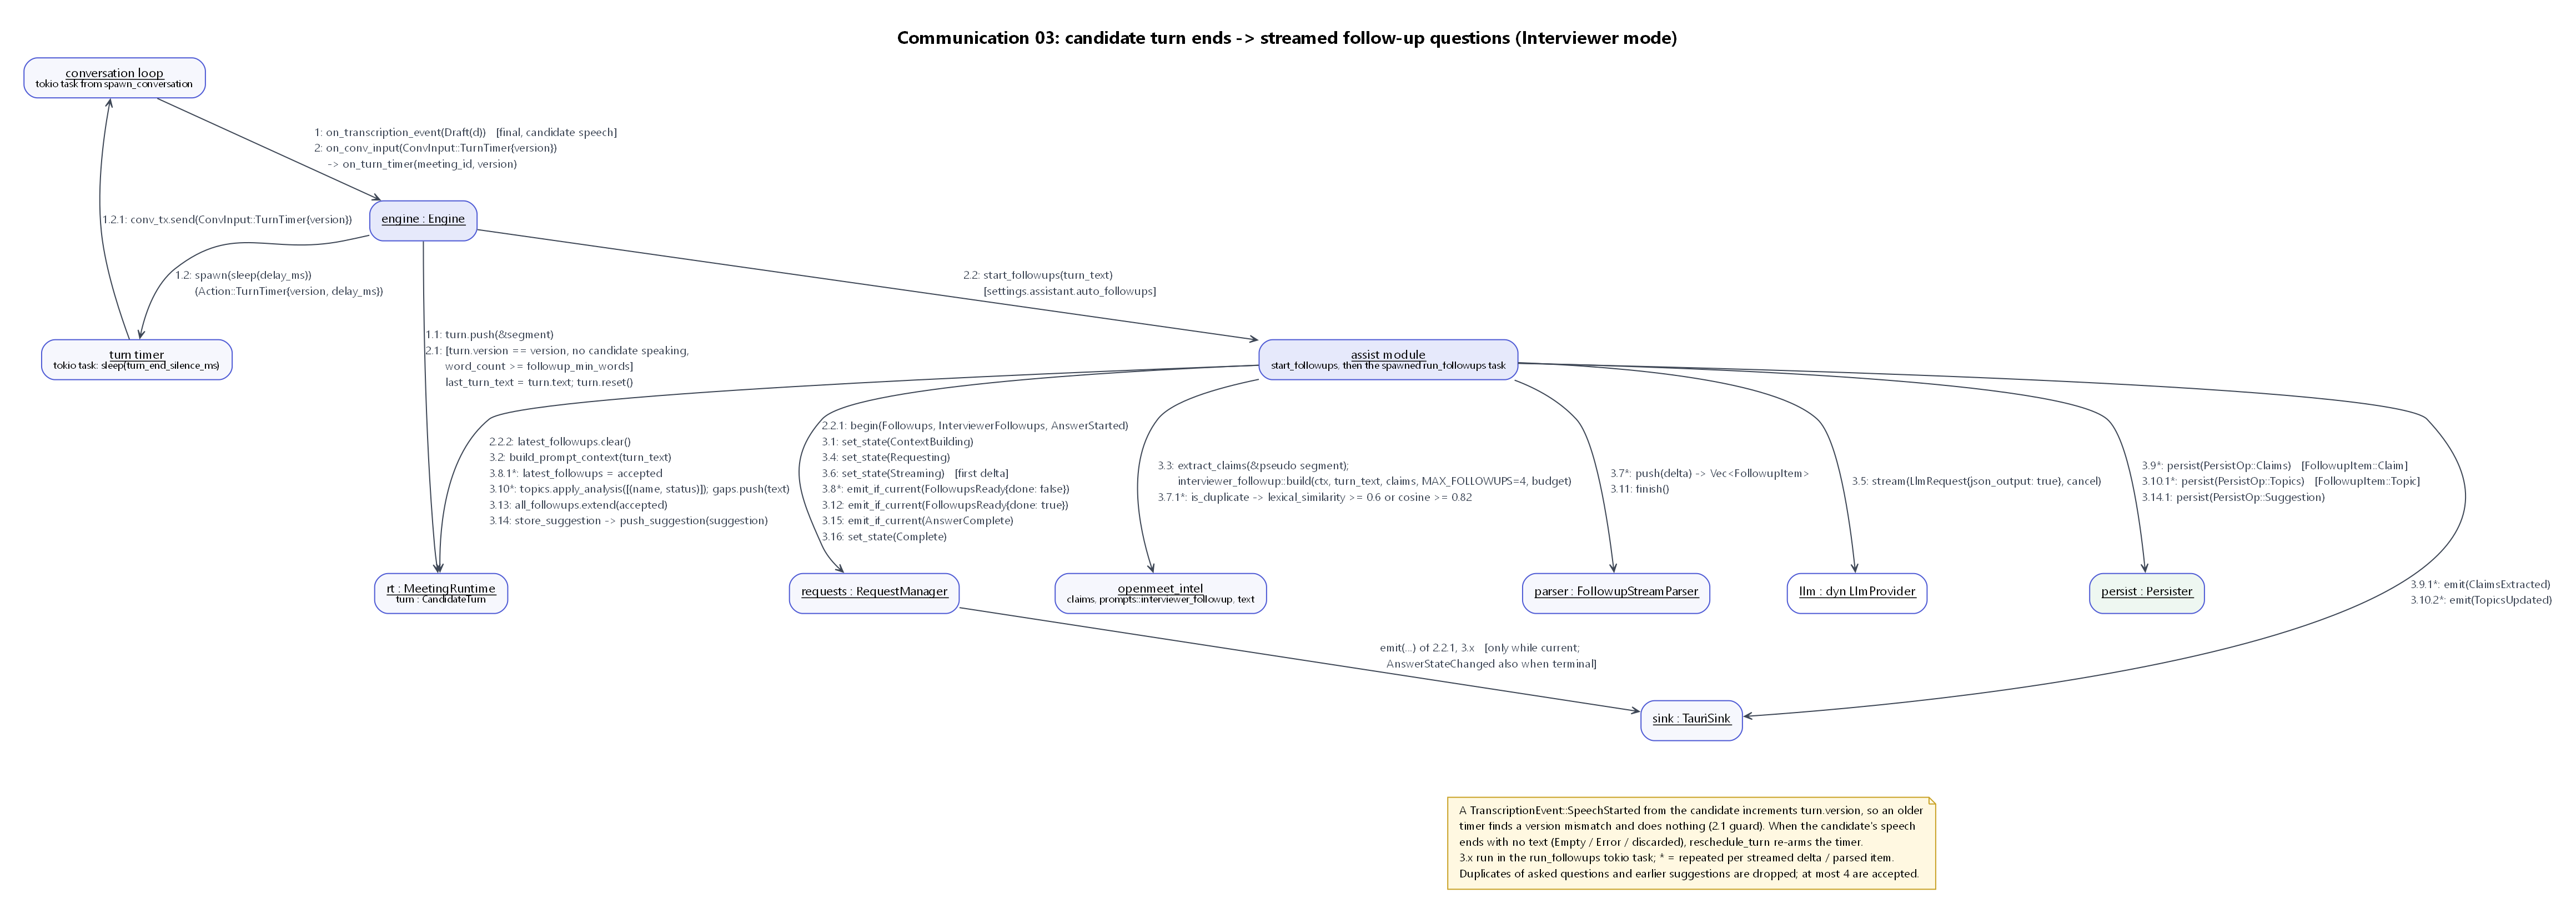 Communication 03: candidate turn ends -> streamed follow-up questions (Interviewer mode)
conversation loop
tokio task from spawn_conversation
1: on_transcription_event(Draft(d))   [final, candidate speech]
2: on_conv_input(ConvInput::TurnTimer{version})
-> on_turn_timer(meeting_id, version)
1.2.1: conv_tx.send(ConvInput::TurnTimer{version})
engine : Engine
1.2: spawn(sleep(delay_ms))
(Action::TurnTimer{version, delay_ms})
2.2: start_followups(turn_text)
[settings.assistant.auto_followups]
turn timer
tokio task: sleep(turn_end_silence_ms)
1.1: turn.push(&segment)
2.1: [turn.version == version, no candidate speaking,
word_count >= followup_min_words]
last_turn_text = turn.text; turn.reset()
assist module
start_followups, then the spawned run_followups task
2.2.2: latest_followups.clear()
3.2: build_prompt_context(turn_text)
3.8.1*: latest_followups = accepted
3.10*: topics.apply_analysis([(name, status)]); gaps.push(text)
3.13: all_followups.extend(accepted)
3.14: store_suggestion -> push_suggestion(suggestion)
2.2.1: begin(Followups, InterviewerFollowups, AnswerStarted)
3.1: set_state(ContextBuilding)
3.4: set_state(Requesting)
3.6: set_state(Streaming)   [first delta]
3.8*: emit_if_current(FollowupsReady{done: false})
3.12: emit_if_current(FollowupsReady{done: true})
3.15: emit_if_current(AnswerComplete)
3.16: set_state(Complete)
3.3: extract_claims(&pseudo segment);
interviewer_followup::build(ctx, turn_text, claims, MAX_FOLLOWUPS=4, budget)
3.7.1*: is_duplicate -> lexical_similarity >= 0.6 or cosine >= 0.82
3.7*: push(delta) -> Vec<FollowupItem>
3.11: finish()
3.5: stream(LlmRequest{json_output: true}, cancel)
3.9*: persist(PersistOp::Claims)   [FollowupItem::Claim]
3.10.1*: persist(PersistOp::Topics)   [FollowupItem::Topic]
3.14.1: persist(PersistOp::Suggestion)
3.9.1*: emit(ClaimsExtracted)
3.10.2*: emit(TopicsUpdated)
rt : MeetingRuntime
turn : CandidateTurn
requests : RequestManager
openmeet_intel
claims, prompts::interviewer_followup, text
parser : FollowupStreamParser
llm : dyn LlmProvider
persist : Persister
emit(...) of 2.2.1, 3.x   [only while current;
AnswerStateChanged also when terminal]
sink : TauriSink
A TranscriptionEvent::SpeechStarted from the candidate increments turn.version, so an older
timer finds a version mismatch and does nothing (2.1 guard). When the candidate's speech
ends with no text (Empty / Error / discarded), reschedule_turn re-arms the timer.
3.x run in the run_followups tokio task; * = repeated per streamed delta / parsed item.
Duplicates of asked questions and earlier suggestions are dropped; at most 4 are accepted.